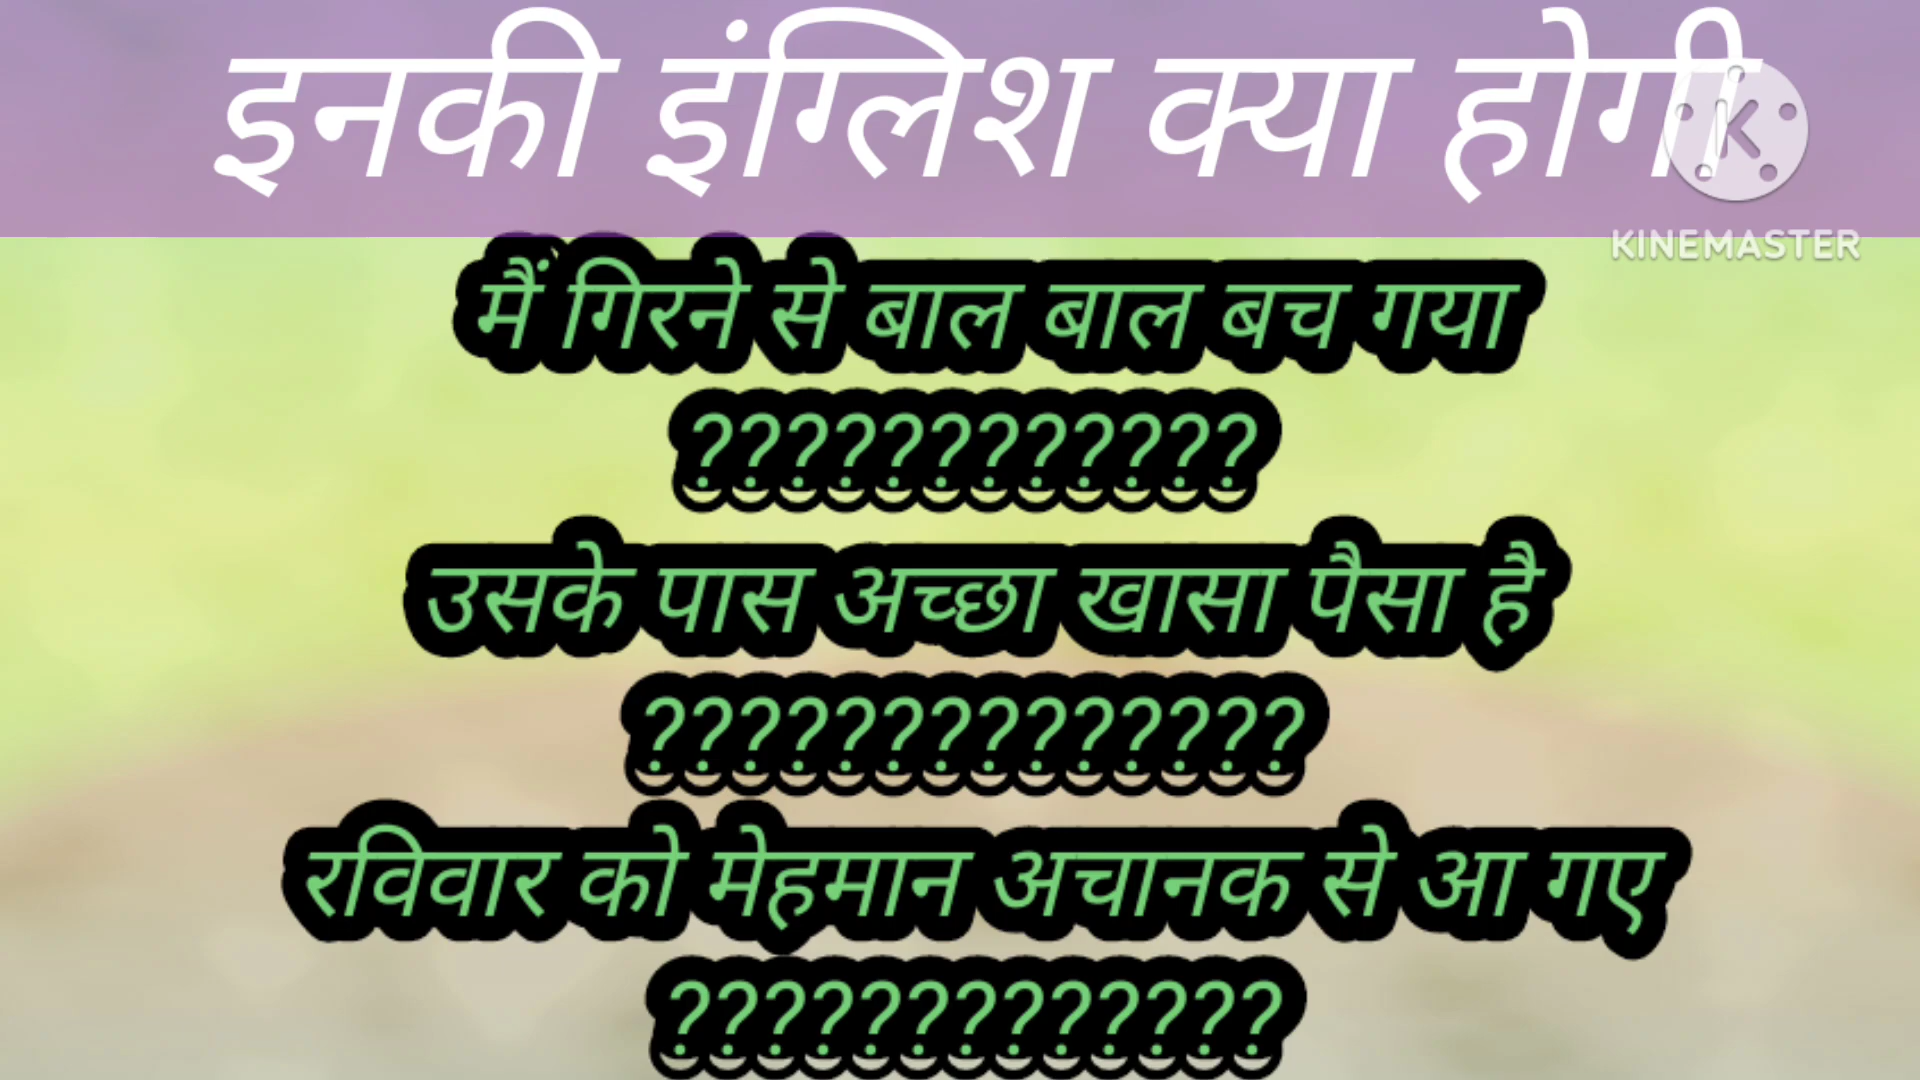 इनकी इंग्लिश क्या होगी
KINEMASTER
मैं गिरने से बाल बाल बच गया
????????????
उसके पास अच्छा खासा पैसा है
??????????????
रविवार को मेहमान अचानक से आ गए
?????????????